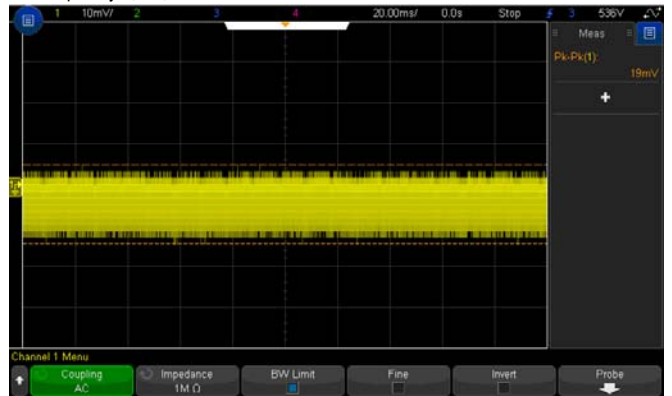 1 10mV/ 2 3 4 20.00ms/ 0.0s Stop 3 536V
Meas
Pk-Pk(1):
19mV
Channel 1 Menu
Coupling Impedance BW Limit Fine Invert Probe
AC 1M Ω